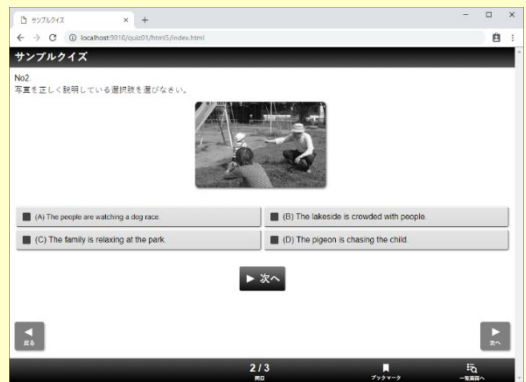 サンプルクイズ
localhost:9810/quiz01/html5/index.html
サンプルクイズ
No2.
写真を正しく説明している選択肢を選びなさい。
(A) The people are watching a dog race.
(B) The lakeside is crowded with people.
(C) The family is relaxing at the park.
(D) The pigeon is chasing the child.
次へ
戻る
次へ
2 / 3
問目
ブックマーク
一覧画面へ